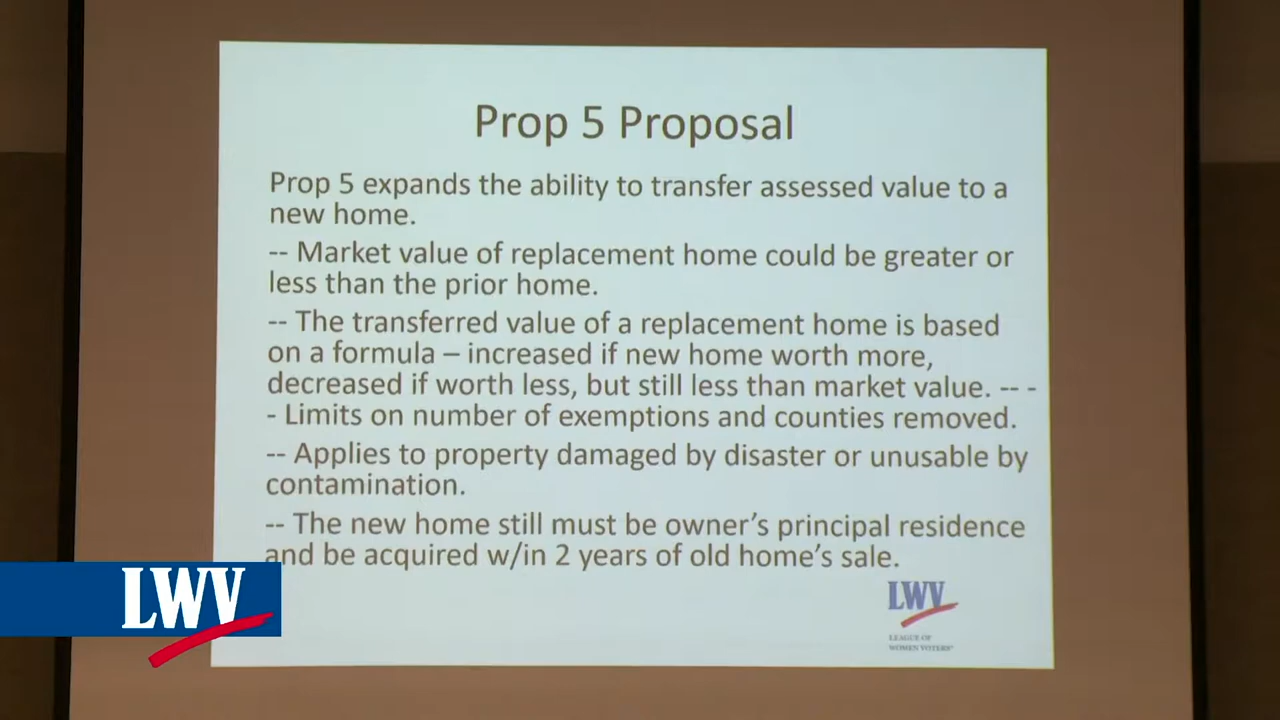 Prop 5 Proposal
Prop 5 expands the ability to transfer assessed value to a
new home.
-- Market value of replacement home could be greater or
less than the prior home.
-- The transferred value of a replacement home is based
on a formula – increased if new home worth more,
decreased if worth less, but still less than market value. -- -
- Limits on number of exemptions and counties removed.
-- Applies to property damaged by disaster or unusable by
contamination.
-- The new home still must be owner’s principal residence
and be acquired w/in 2 years of old home’s sale.
LWV
LWV
LEAGUE OF
WOMEN VOTERS®